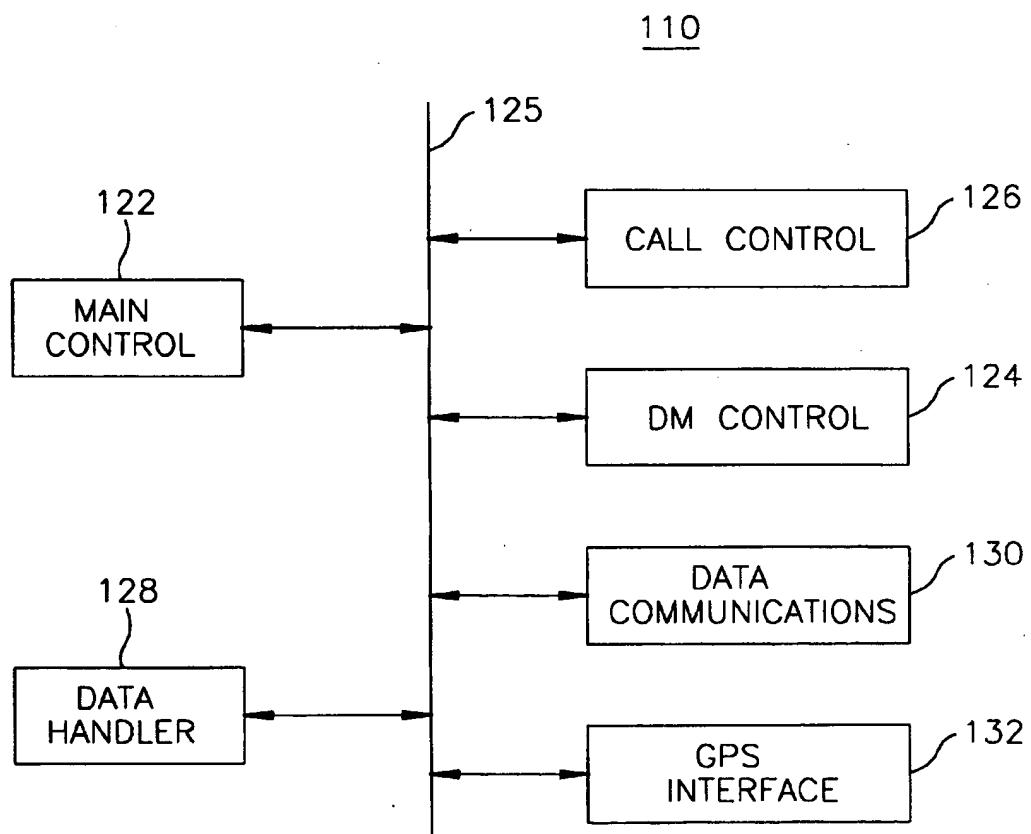 110
125
122
MAIN
CONTROL
126
CALL CONTROL
124
DM CONTROL
130
DATA
COMMUNICATIONS
128
DATA
HANDLER
132
GPS
INTERFACE